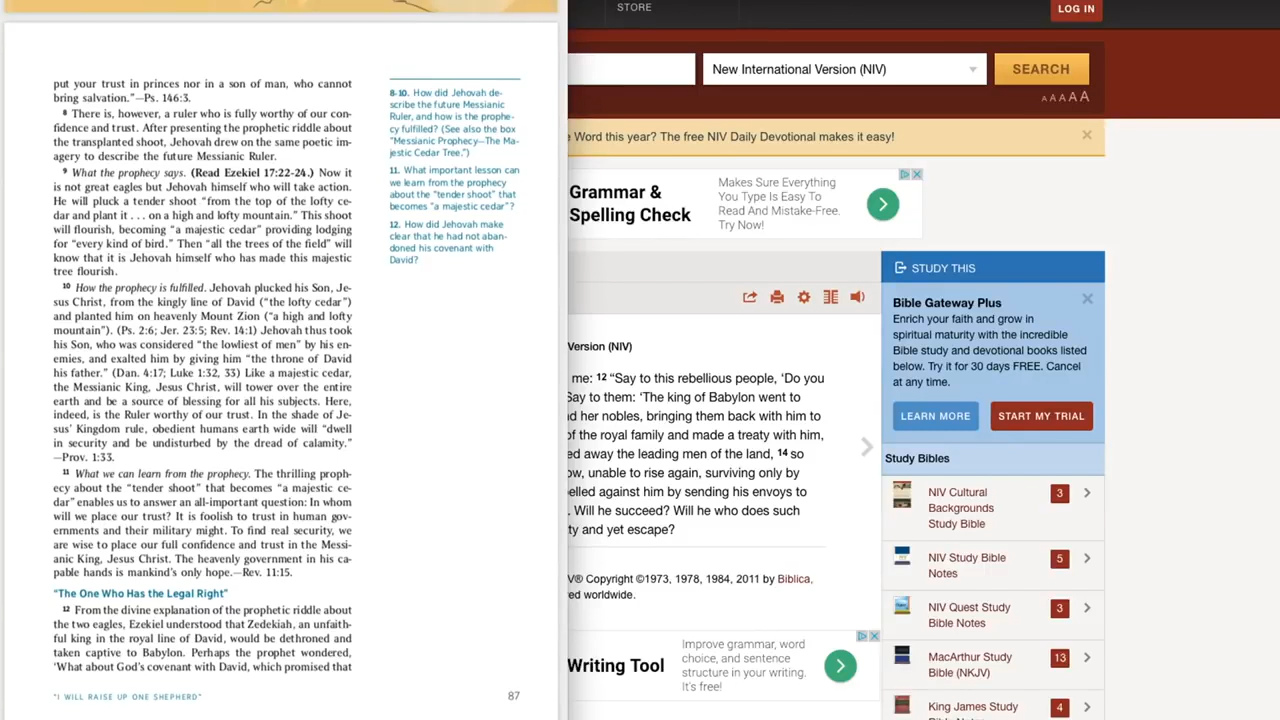 put your trust in princes nor in a son of man, who cannot
bring salvation.”—Ps. 146:3.
8 There is, however, a ruler who is fully worthy of our con-
fidence and trust. After presenting the prophetic riddle about
the transplanted shoot, Jehovah drew on the same poetic im-
agery to describe the future Messianic Ruler.
9 What the prophecy says. (Read Ezekiel 17:22-24.) Now it
is not great eagles but Jehovah himself who will take action.
He will pluck a tender shoot “from the top of the lofty ce-
dar and plant it . . . on a high and lofty mountain.” This shoot
will flourish, becoming “a majestic cedar” providing lodging
for “every kind of bird.” Then “all the trees of the field” will
know that it is Jehovah himself who has made this majestic
tree flourish.
10 How the prophecy is fulfilled. Jehovah plucked his Son, Je-
sus Christ, from the kingly line of David (“the lofty cedar”)
and planted him on heavenly Mount Zion (“a high and lofty
mountain”). (Ps. 2:6; Jer. 23:5; Rev. 14:1) Jehovah thus took
his Son, who was considered “the lowliest of men” by his en-
emies, and exalted him by giving him “the throne of David
his father.” (Dan. 4:17; Luke 1:32, 33) Like a majestic cedar,
the Messianic King, Jesus Christ, will tower over the entire
earth and be a source of blessing for all his subjects. Here,
indeed, is the Ruler worthy of our trust. In the shade of Je-
sus’ Kingdom rule, obedient humans earth wide will “dwell
in security and be undisturbed by the dread of calamity.”
—Prov. 1:33.
11 What we can learn from the prophecy. The thrilling proph-
ecy about the “tender shoot” that becomes “a majestic ce-
dar” enables us to answer an all-important question: In whom
will we place our trust? It is foolish to trust in human gov-
ernments and their military might. To find real security, we
are wise to place our full confidence and trust in the Messi-
anic King, Jesus Christ. The heavenly government in his ca-
pable hands is mankind’s only hope.—Rev. 11:15.
“The One Who Has the Legal Right”
12 From the divine explanation of the prophetic riddle about
the two eagles, Ezekiel understood that Zedekiah, an unfaith-
ful king in the royal line of David, would be dethroned and
taken captive to Babylon. Perhaps the prophet wondered,
‘What about God’s covenant with David, which promised that
8-10. How did Jehovah de-
scribe the future Messianic
Ruler, and how is the prophe-
cy fulfilled? (See also the box
“Messianic Prophecy—The Ma-
jestic Cedar Tree.”)
11. What important lesson can
we learn from the prophecy
about the “tender shoot” that
becomes “a majestic cedar”?
12. How did Jehovah make
clear that he had not aban-
doned his covenant with
David?
“I WILL RAISE UP ONE SHEPHERD”
87
STORE
LOG IN
New International Version (NIV)
SEARCH
A A A A A
e Word this year? The free NIV Daily Devotional makes it easy!
Grammar &
Spelling Check
Makes Sure Everything
You Type Is Easy To
Read And Mistake-Free.
Try Now!
Version (NIV)
me: 12 “Say to this rebellious people, ‘Do you
Say to them: ‘The king of Babylon went to
d her nobles, bringing them back with him to
of the royal family and made a treaty with him,
ed away the leading men of the land, 14 so
ow, unable to rise again, surviving only by
elled against him by sending his envoys to
. Will he succeed? Will he who does such
ty and yet escape?
V® Copyright ©1973, 1978, 1984, 2011 by Biblica,
ed worldwide.
Writing Tool
Improve grammar, word
choice, and sentence
structure in your writing.
It’s free!
STUDY THIS
Bible Gateway Plus
Enrich your faith and grow in
spiritual maturity with the incredible
Bible study and devotional books listed
below. Try it for 30 days FREE. Cancel
at any time.
LEARN MORE
START MY TRIAL
Study Bibles
NIV Cultural
Backgrounds
Study Bible
3
NIV Study Bible
Notes
5
NIV Quest Study
Bible Notes
3
MacArthur Study
Bible (NKJV)
13
King James Study
4